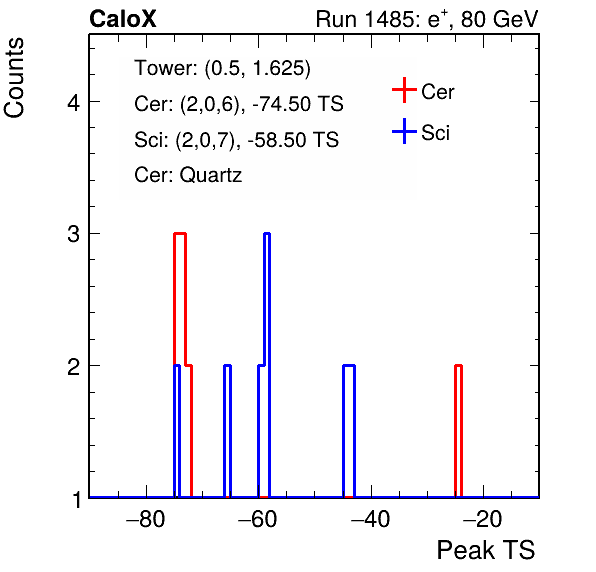 CaloX Run 1485: e⁺, 80 GeV
Counts
Tower: (0.5, 1.625)
Cer: (2,0,6), -74.50 TS
Sci: (2,0,7), -58.50 TS
Cer: Quartz
Cer
Sci
4
3
2
1
−80 −60 −40 −20
Peak TS